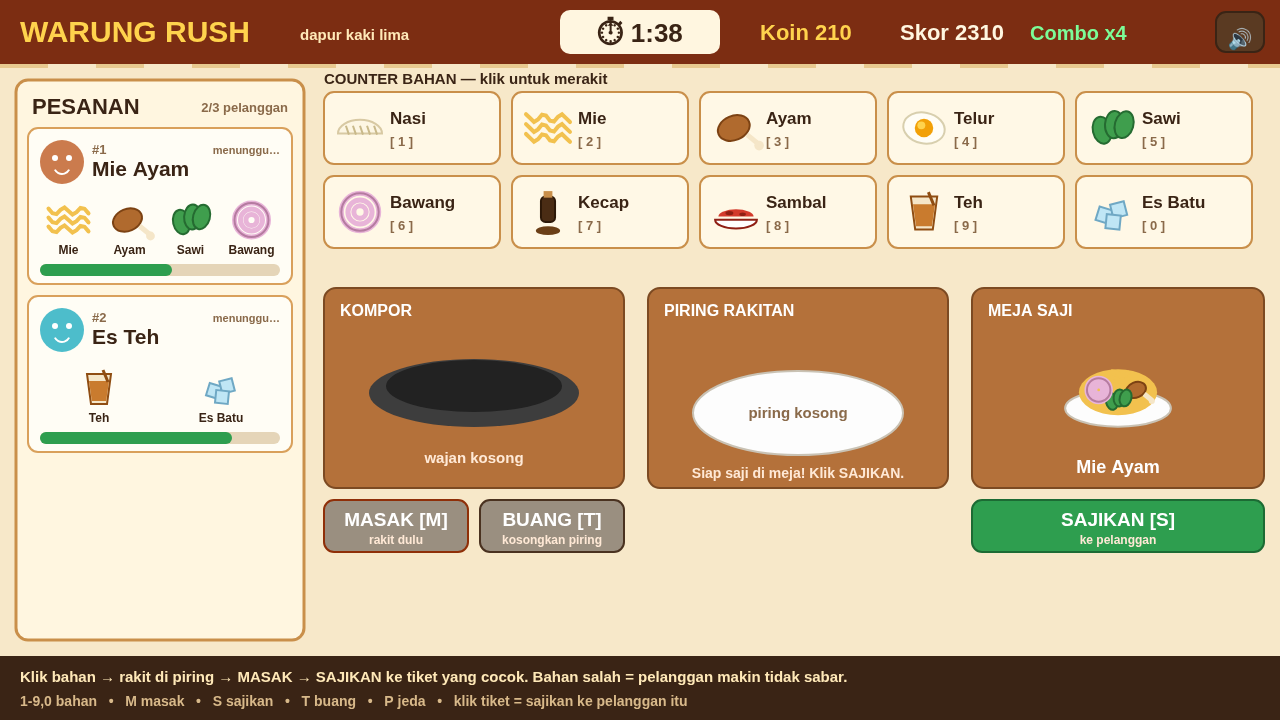 WARUNG RUSH
dapur kaki lima
1:38
Koin 210
Skor 2310
Combo x4
PESANAN
2/3 pelanggan
#1
menunggu…
Mie Ayam
Mie
Ayam
Sawi
Bawang
#2
menunggu…
Es Teh
Teh
Es Batu
COUNTER BAHAN — klik untuk merakit
Nasi
[ 1 ]
Mie
[ 2 ]
Ayam
[ 3 ]
Telur
[ 4 ]
Sawi
[ 5 ]
Bawang
[ 6 ]
Kecap
[ 7 ]
Sambal
[ 8 ]
Teh
[ 9 ]
Es Batu
[ 0 ]
KOMPOR
wajan kosong
PIRING RAKITAN
piring kosong
Siap saji di meja! Klik SAJIKAN.
MEJA SAJI
Mie Ayam
MASAK [M]
rakit dulu
BUANG [T]
kosongkan piring
SAJIKAN [S]
ke pelanggan
Klik bahan → rakit di piring → MASAK → SAJIKAN ke tiket yang cocok. Bahan salah = pelanggan makin tidak sabar.
1-9,0 bahan • M masak • S sajikan • T buang • P jeda • klik tiket = sajikan ke pelanggan itu